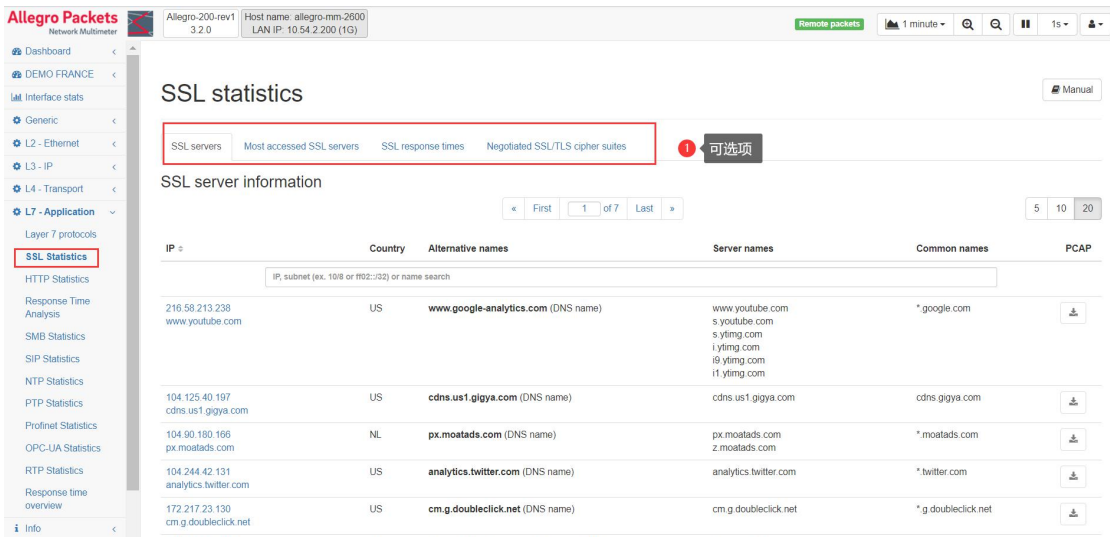 Allegro Packets
Network Multimeter
Allegro-200-rev1
3.2.0
Host name: allegro-mm-2600
LAN IP: 10.54.2.200 (1G)
Remote packets
1 minute
1s
Dashboard
DEMO FRANCE
Interface stats
Generic
L2 - Ethernet
L3 - IP
L4 - Transport
L7 - Application
Layer 7 protocols
SSL Statistics
HTTP Statistics
Response Time
Analysis
SMB Statistics
SIP Statistics
NTP Statistics
PTP Statistics
Profinet Statistics
OPC-UA Statistics
RTP Statistics
Response time
overview
Info
SSL statistics
Manual
SSL servers Most accessed SSL servers SSL response times Negotiated SSL/TLS cipher suites
1 可选项
SSL server information
« First 1 of 7 Last »
5 10 20
IP Country Alternative names Server names Common names PCAP
IP, subnet (ex. 10/8 or ff02::/32) or name search
216.58.213.238 US www.google-analytics.com (DNS name) www.youtube.com *.google.com
www.youtube.com s.youtube.com
s.ytimg.com
i.ytimg.com
i9.ytimg.com
i1.ytimg.com
104.125.40.197 US cdns.us1.gigya.com (DNS name) cdns.us1.gigya.com cdns.gigya.com
cdns.us1.gigya.com
104.90.180.166 NL px.moatads.com (DNS name) px.moatads.com *.moatads.com
px.moatads.com z.moatads.com
104.244.42.131 US analytics.twitter.com (DNS name) analytics.twitter.com *.twitter.com
analytics.twitter.com
172.217.23.130 US cm.g.doubleclick.net (DNS name) cm.g.doubleclick.net *.g.doubleclick.net
cm.g.doubleclick.net